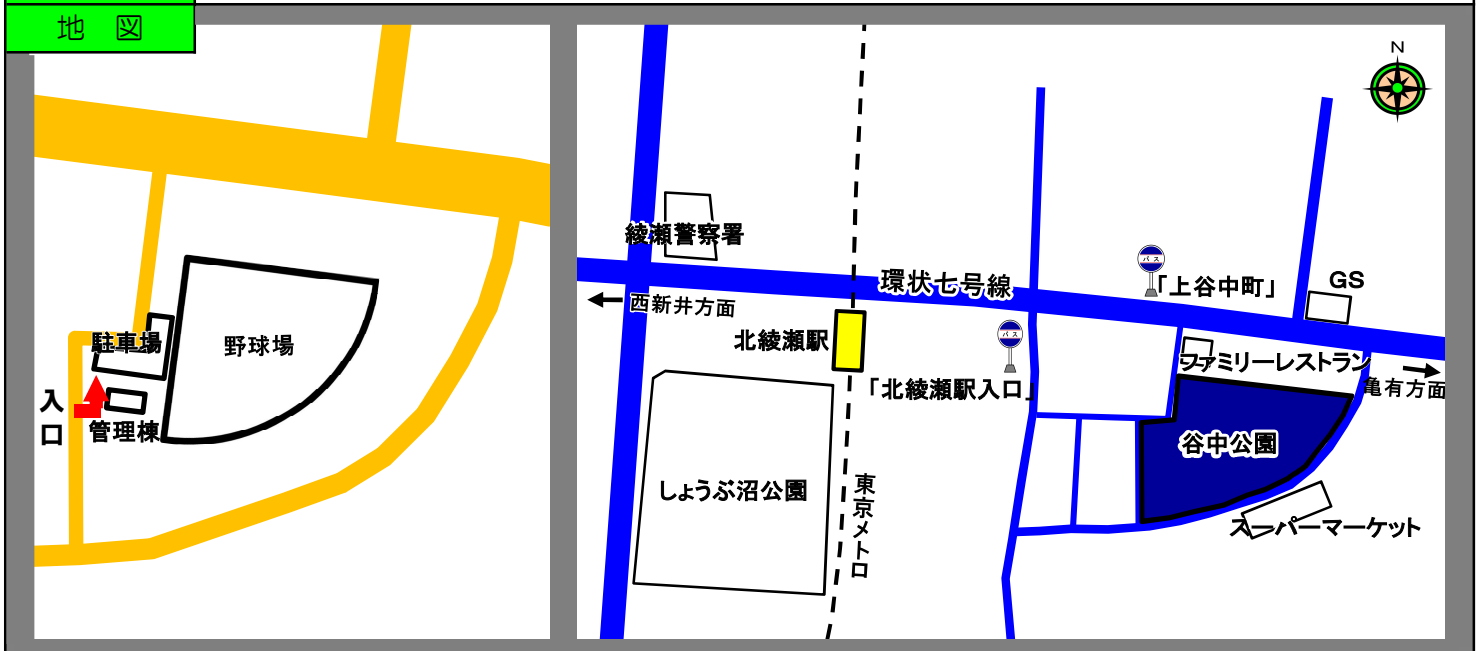 地 図
駐車場
野球場
入口
管理棟
N
綾瀬警察署
環状七号線
バス
「上谷中町」
GS
西新井方面
北綾瀬駅
バス
「北綾瀬駅入口」
ファミリーレストラン
亀有方面
谷中公園
しょうぶ沼公園
東京メトロ
スーパーマーケット